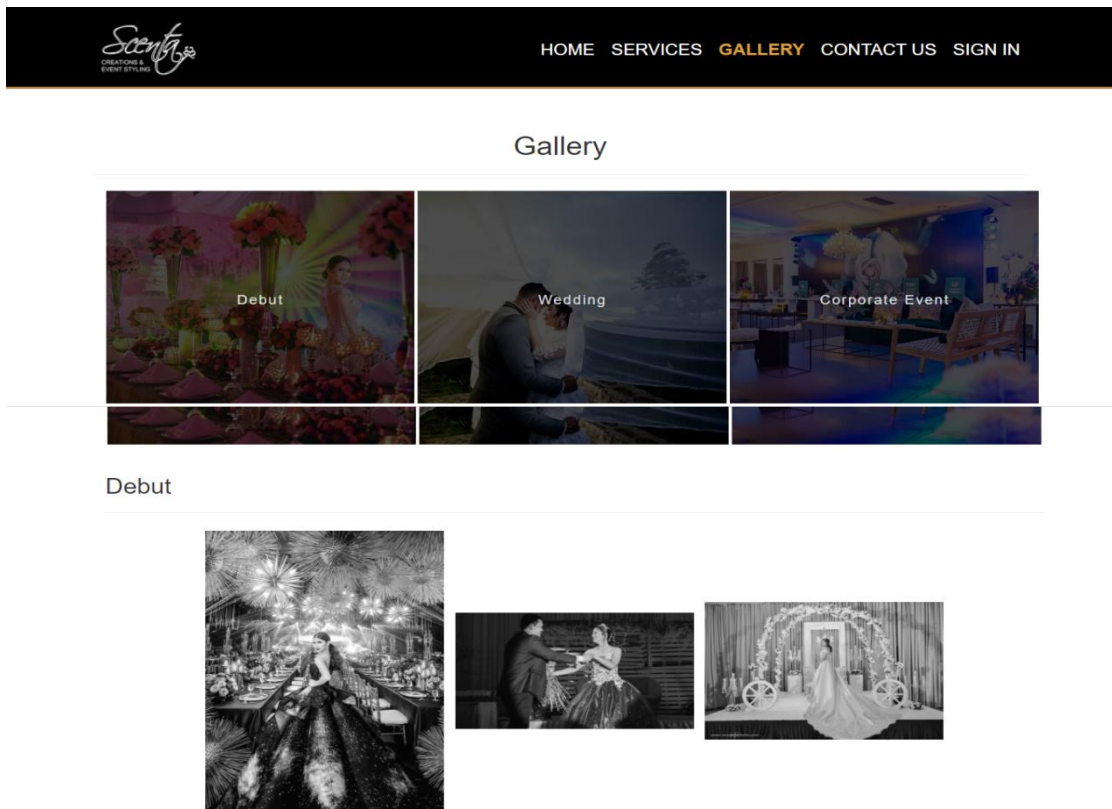 Scenta
CREATIONS &
EVENT STYLING
HOME SERVICES GALLERY CONTACT US SIGN IN
Gallery
Debut
Wedding
Corporate Event
Debut